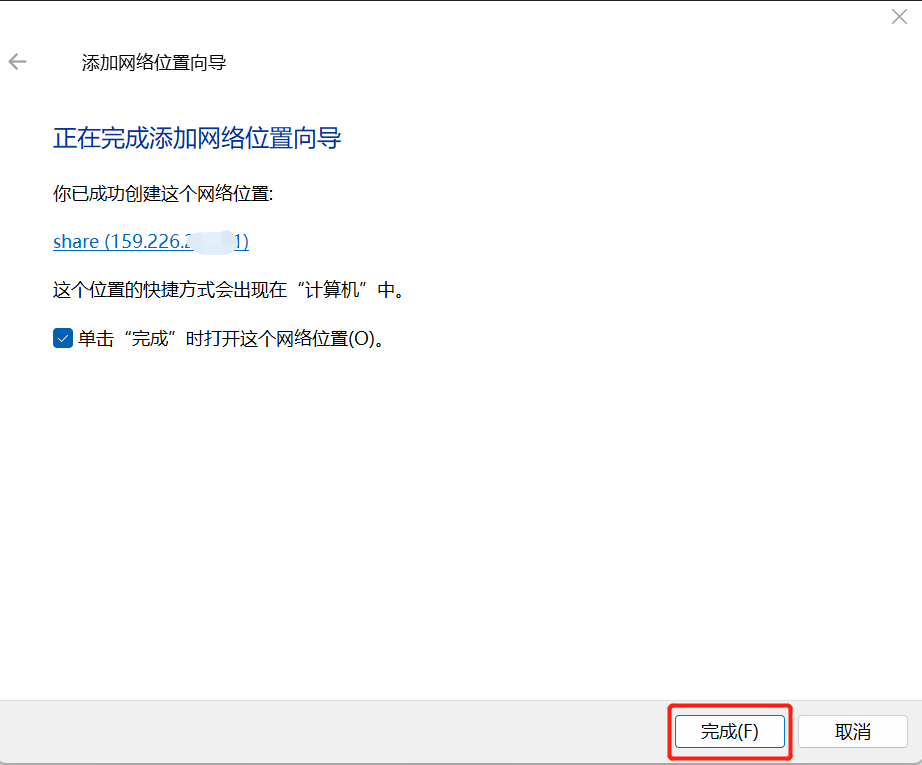 添加网络位置向导
正在完成添加网络位置向导
你已成功创建这个网络位置:
share (159.226. 1)
这个位置的快捷方式会出现在“计算机”中。
单击“完成”时打开这个网络位置(O)。
完成(F)
取消